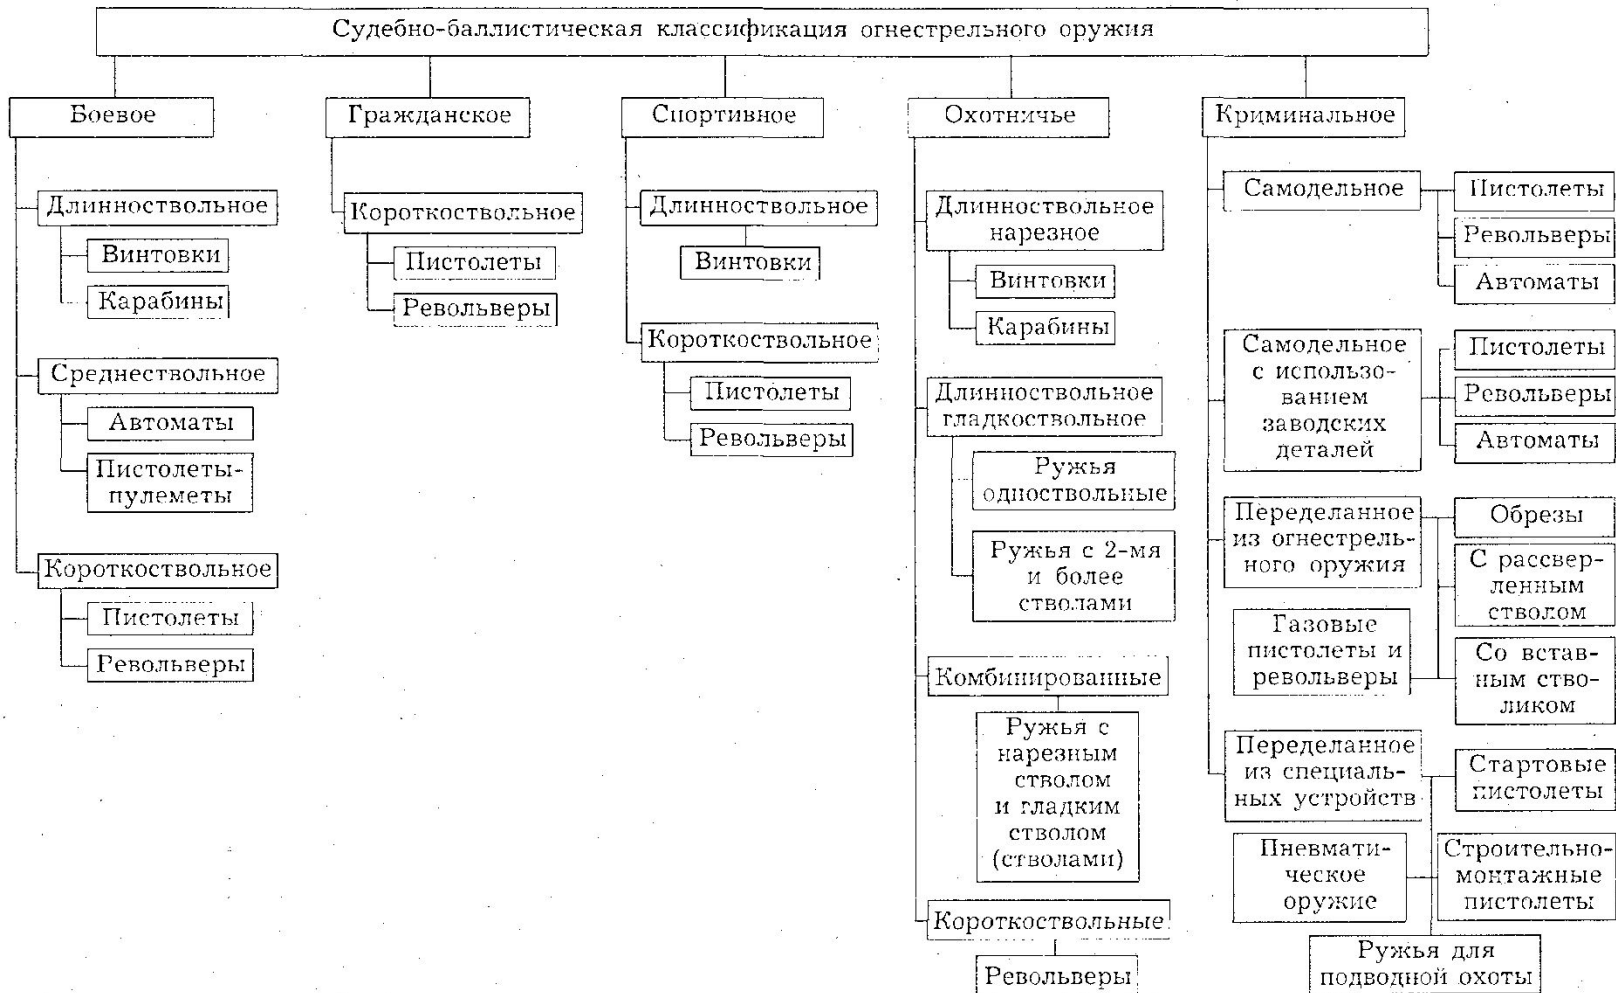 Судебно-баллистическая классификация огнестрельного оружия
Боевое
Длинноствольное
Винтовки
Карабины
Среднествольное
Автоматы
Пистолеты-
пулеметы
Короткоствольное
Пистолеты
Револьверы
Гражданское
Короткоствольное
Пистолеты
Револьверы
Спортивное
Длинноствольное
Винтовки
Короткоствольное
Пистолеты
Револьверы
Охотничье
Длинноствольное
нарезное
Винтовки
Карабины
Длинноствольное
гладкоствольное
Ружья
одноствольные
Ружья с 2-мя
и более
стволами
Комбинированные
Ружья с
нарезным
стволом
и гладким
стволом
(стволами)
Короткоствольные
Револьверы
Криминальное
Самодельное
Пистолеты
Револьверы
Автоматы
Самодельное
с использо-
ванием
заводских
деталей
Пистолеты
Револьверы
Автоматы
Переделанное
из огнестрель-
ного оружия
Обрезы
С рассвер-
ленным
стволом
Газовые
пистолеты и
револьверы
Со встав-
ным ство-
ликом
Переделанное
из специаль-
ных устройств
Стартовые
пистолеты
Пневмати-
ческое
оружие
Строительно-
монтажные
пистолеты
Ружья для
подводной охоты